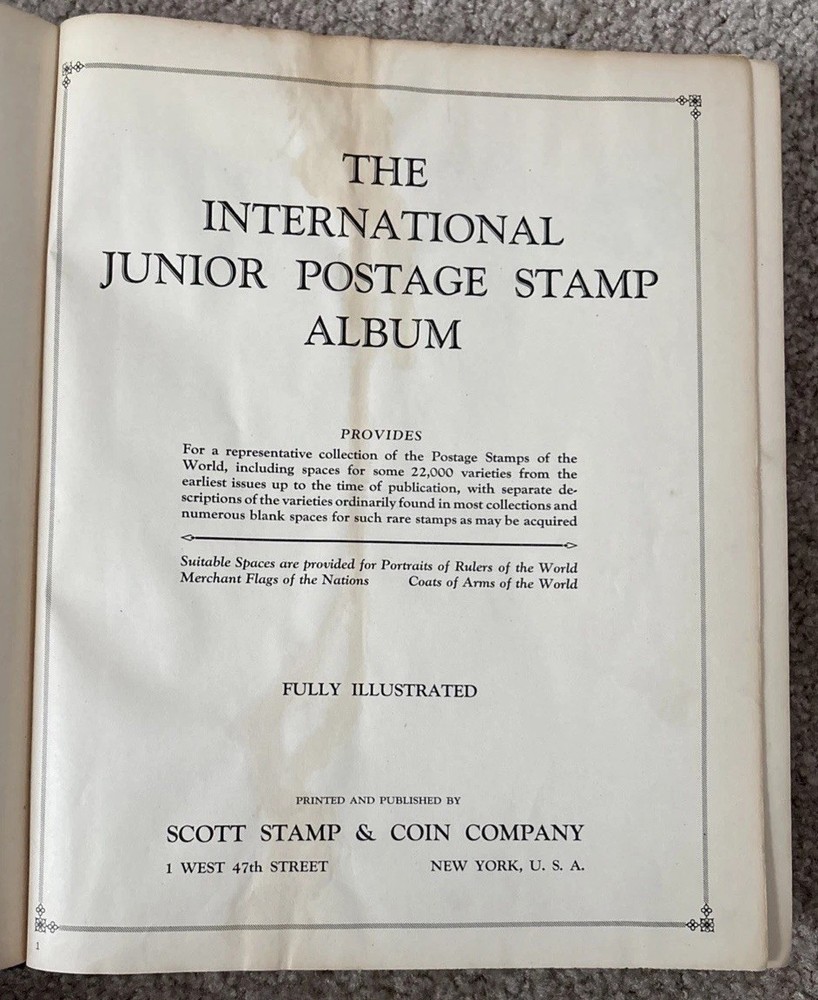 THE
INTERNATIONAL
JUNIOR POSTAGE STAMP
ALBUM
PROVIDES
For a representative collection of the Postage Stamps of the
World, including spaces for some 22,000 varieties from the
earliest issues up to the time of publication, with separate de-
scriptions of the varieties ordinarily found in most collections and
numerous blank spaces for such rare stamps as may be acquired
Suitable Spaces are provided for Portraits of Rulers of the World
Merchant Flags of the Nations Coats of Arms of the World
FULLY ILLUSTRATED
PRINTED AND PUBLISHED BY
SCOTT STAMP & COIN COMPANY
1 WEST 47th STREET NEW YORK, U. S. A.
1